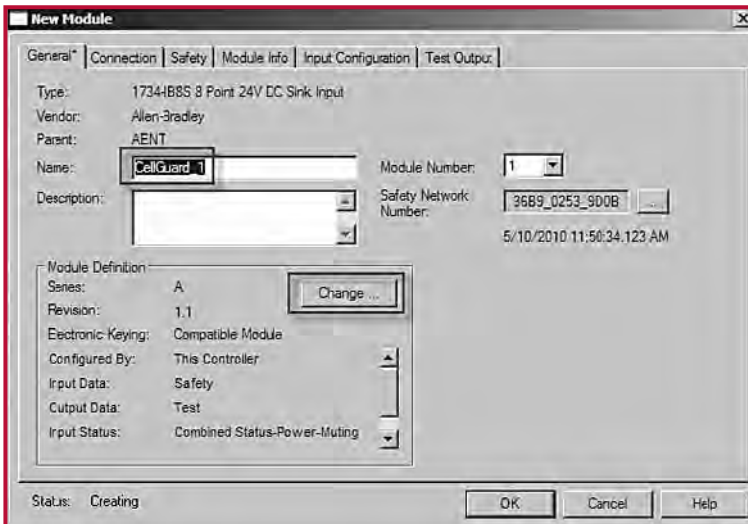 New Module
General* Connection Safety Module Info Input Configuration Test Output
Type: 1734-IB8S 8 Point 24V DC Sink Input
Vendor: Allen-Bradley
Parent: AENT
Name: CellGuard_1 Module Number: 1
Description: Safety Network Number: 36B9_0253_9D0B ...
5/10/2010 11:50:34.123 AM
Module Definition
Series: A Change ...
Revision: 1.1
Electronic Keying: Compatible Module
Configured By: This Controller
Input Data: Safety
Output Data: Test
Input Status: Combined Status-Power-Muting
Status: Creating OK Cancel Help